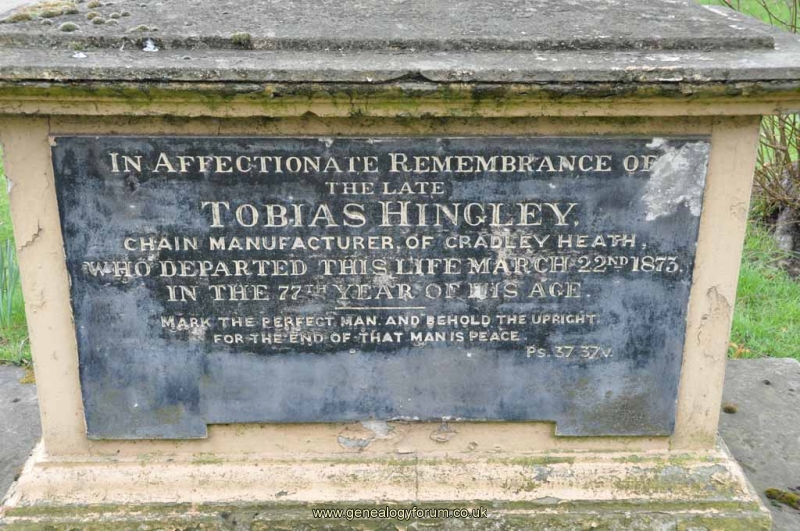 IN AFFECTIONATE REMEMBRANCE OF
THE LATE
TOBIAS HINGLEY,
CHAIN MANUFACTURER, OF CRADLEY HEATH,
WHO DEPARTED THIS LIFE MARCH 22ND 1873.
IN THE 77TH YEAR OF HIS AGE.
MARK THE PERFECT MAN. AND BEHOLD THE UPRIGHT.
FOR THE END OF THAT MAN IS PEACE.
PS. 37. 37.V.
www.genealogyforum.co.uk